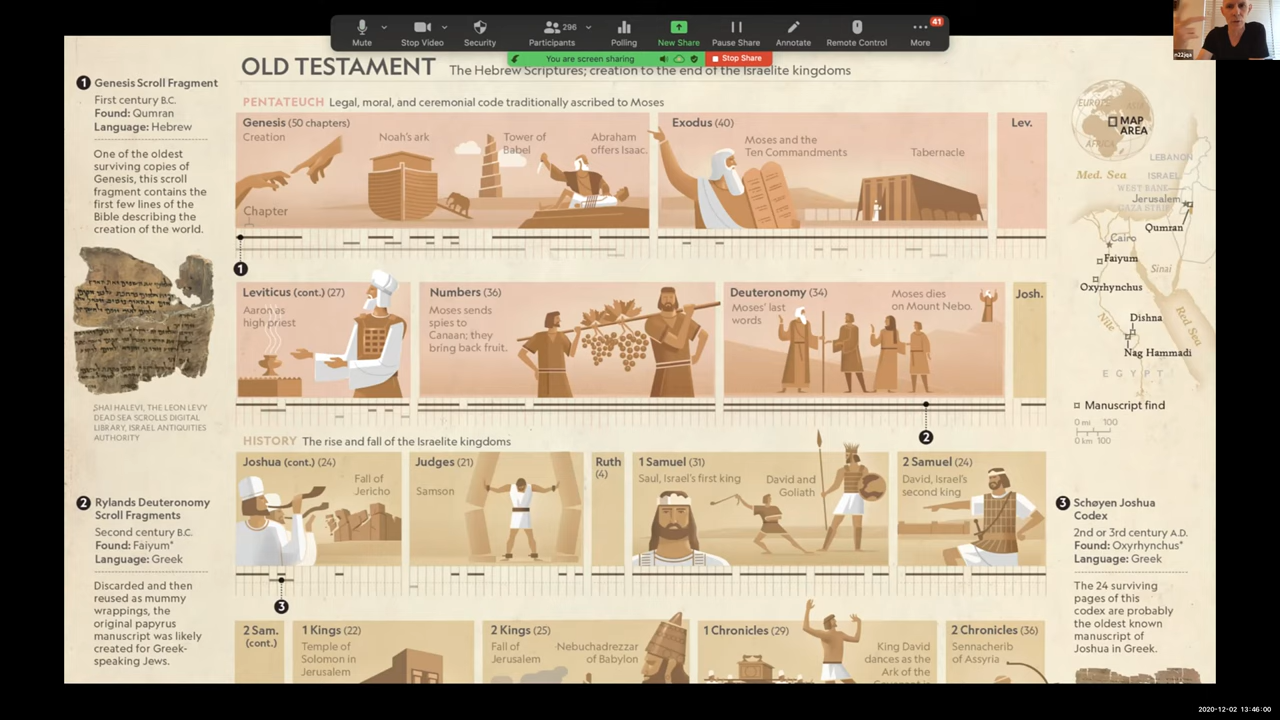 Mute
Stop Video
Security
296
Participants
Polling
New Share
Pause Share
Annotate
Remote Control
41
More
You are screen sharing
Stop Share
n22jqa
OLD TESTAMENT
The Hebrew Scriptures; creation to the end of the Israelite kingdoms
1 Genesis Scroll Fragment
First century B.C.
Found: Qumran
Language: Hebrew
One of the oldest
surviving copies of
Genesis, this scroll
fragment contains the
first few lines of the
Bible describing the
creation of the world.
SHAI HALEVI, THE LEON LEVY
DEAD SEA SCROLLS DIGITAL
LIBRARY, ISRAEL ANTIQUITIES
AUTHORITY
2 Rylands Deuteronomy
Scroll Fragments
Second century B.C.
Found: Faiyum*
Language: Greek
Discarded and then
reused as mummy
wrappings, the
original papyrus
manuscript was likely
created for Greek-
speaking Jews.
PENTATEUCH Legal, moral, and ceremonial code traditionally ascribed to Moses
Genesis (50 chapters)
Creation
Noah's ark
Tower of
Babel
Abraham
offers Isaac.
Chapter
Exodus (40)
Moses and the
Ten Commandments
Tabernacle
Lev.
1
Leviticus (cont.) (27)
Aaron as
high priest
Numbers (36)
Moses sends
spies to
Canaan; they
bring back fruit.
Deuteronomy (34)
Moses' last
words
Moses dies
on Mount Nebo.
Josh.
2
HISTORY The rise and fall of the Israelite kingdoms
Joshua (cont.) (24)
Fall of
Jericho
Judges (21)
Samson
Ruth
(4)
1 Samuel (31)
Saul, Israel's first king
David and
Goliath
2 Samuel (24)
David, Israel's
second king
3
2 Sam.
(cont.)
1 Kings (22)
Temple of
Solomon in
Jerusalem
2 Kings (25)
Fall of
Jerusalem
Nebuchadrezzar
of Babylon
1 Chronicles (29)
King David
dances as the
Ark of the
2 Chronicles (36)
Sennacherib
of Assyria
EUROPE
ASIA
AFRICA
MAP
AREA
LEBANON
Med. Sea
ISRAEL
WEST BANK
Jerusalem
GAZA STRIP
Qumran
Cairo
Faiyum
Sinai
Oxyrhynchus
Nile
Dishna
Red Sea
Nag Hammadi
EGYPT
Manuscript find
0 mi 100
0 km 100
3 Schøyen Joshua
Codex
2nd or 3rd century A.D.
Found: Oxyrhynchus*
Language: Greek
The 24 surviving
pages of this
codex are probably
the oldest known
manuscript of
Joshua in Greek.
2020-12-02 13:46:00